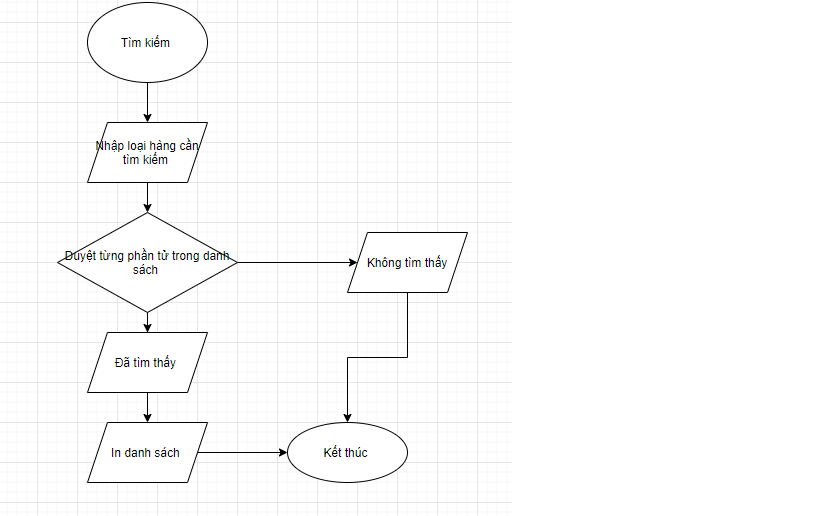 Tìm kiếm
Nhập loại hàng cần
tìm kiếm
Duyệt từng phần tử trong danh
sách
Không tìm thấy
Đã tìm thấy
In danh sách
Kết thúc